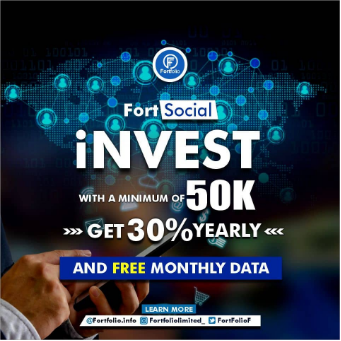 Fortfolio
Fort Social
iNVEST
WITH A MINIMUM OF 50K
»» GET 30% YEARLY ««
AND FREE MONTHLY DATA
LEARN MORE
@Fortfolio.info Fortfoliolimited_ FortFolioF